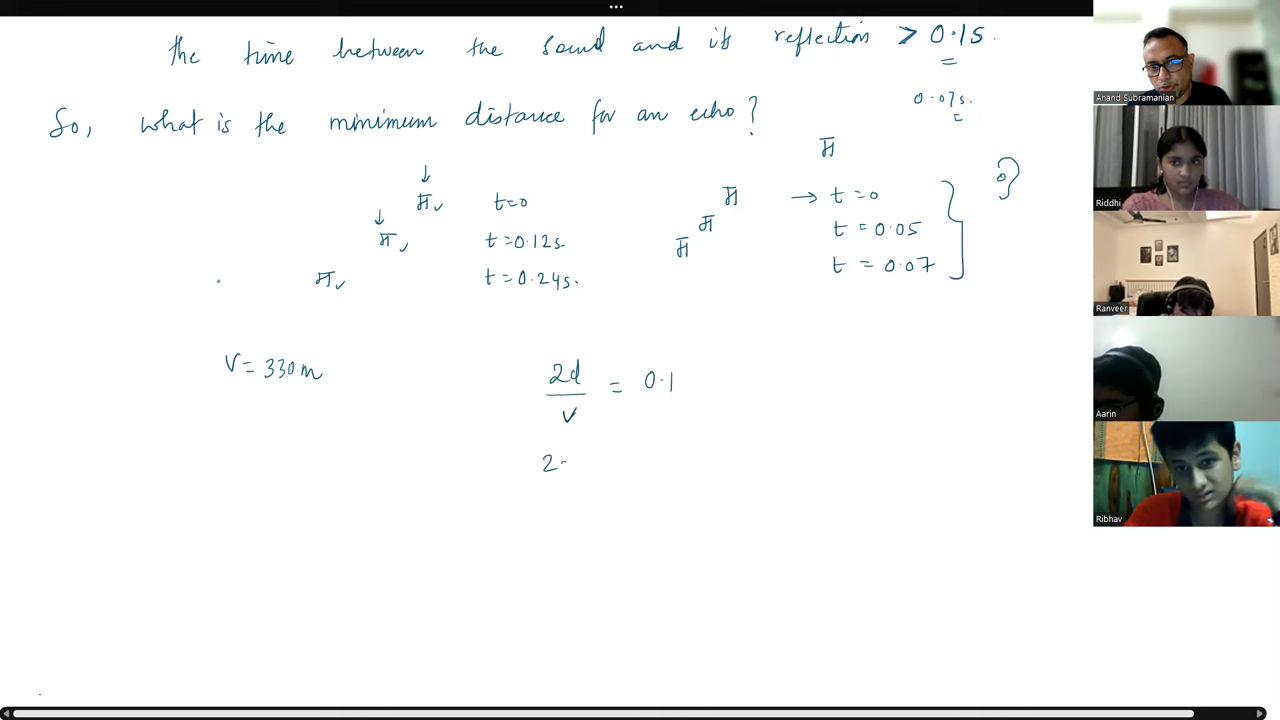 the time between the sound and its reflection > 0.1s.
0.07s.
So, what is the minimum distance for an echo?
t=0
t=0.12s.
t=0.24s.
→ t=0
t=0.05
t=0.07
V=330m
2d/v = 0.1
2
Anand Subramanian
Riddhi
Ranveer
Aarin
Ribhav